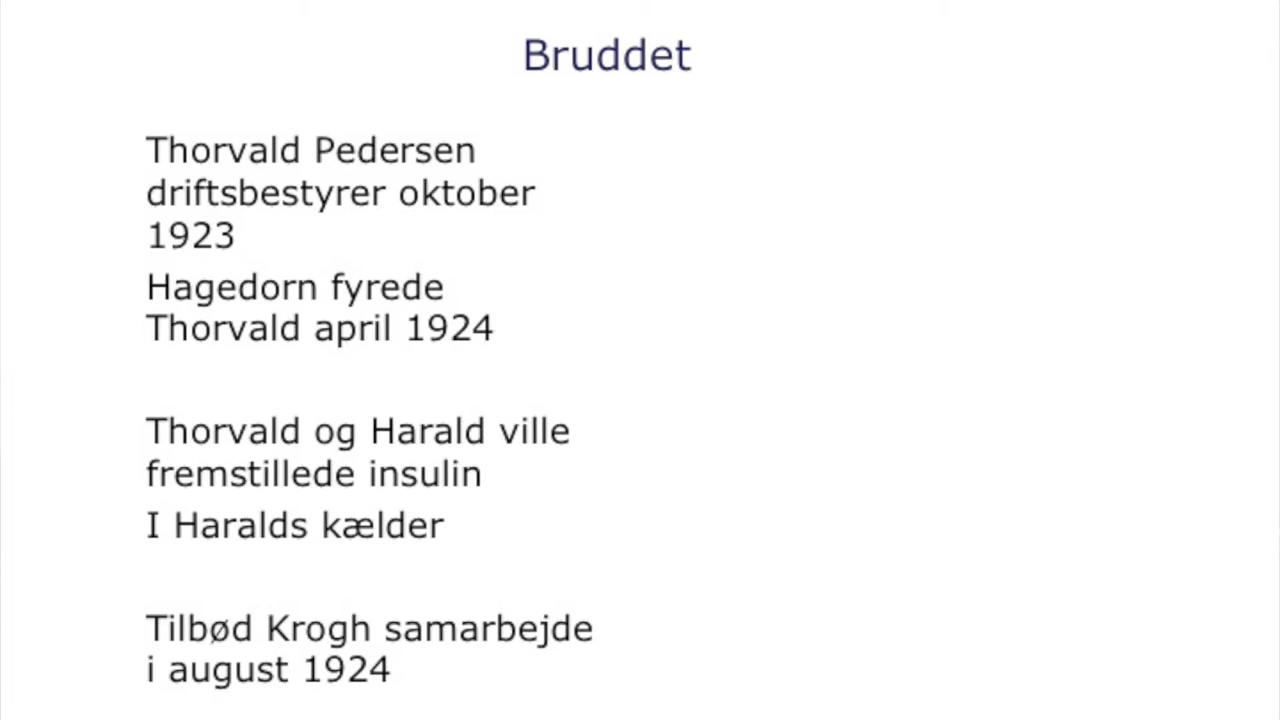 Bruddet
Thorvald Pedersen
driftsbestyrer oktober
1923
Hagedorn fyrede
Thorvald april 1924
Thorvald og Harald ville
fremstillede insulin
I Haralds kælder
Tilbød Krogh samarbejde
i august 1924